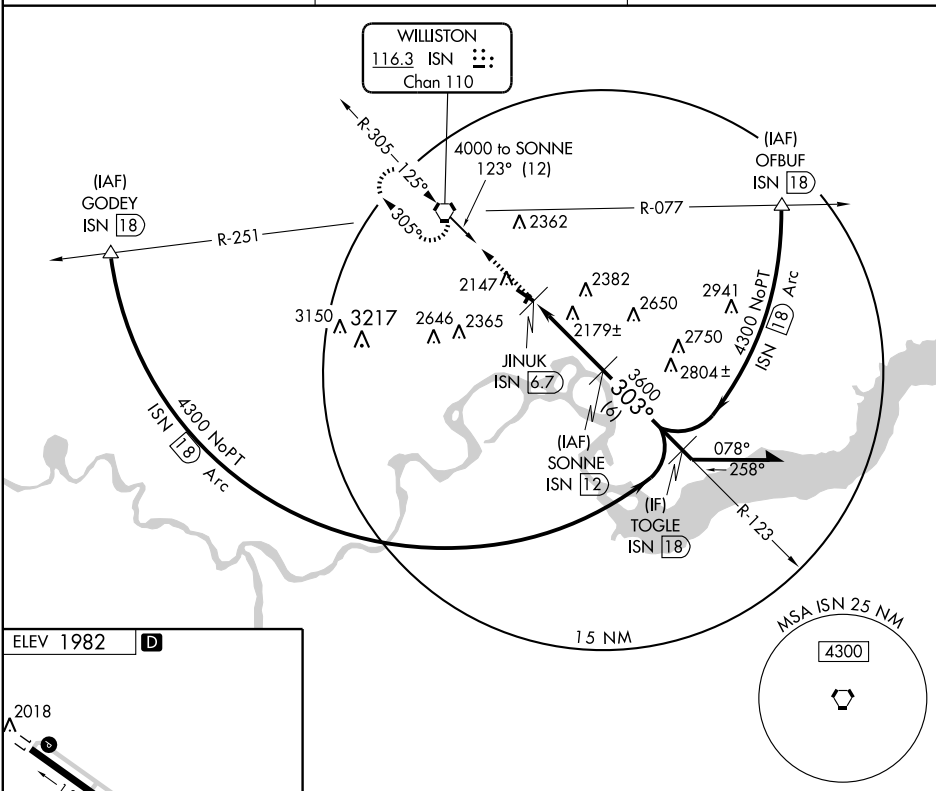 WILLISTON
116.3 ISN
Chan 110
R-305
125°
305°
4000 to SONNE
123° (12)
(IAF)
OFBUF
ISN 18
(IAF)
GODEY
ISN 18
R-251
R-077
2362
2147
2382
2179±
2650
2941
2750
2804±
3150
3217
2646
2365
JINUK
ISN 6.7
3600
303°
(6)
4300 NoPT
ISN 18 Arc
4300 NoPT
ISN 18 Arc
(IAF)
SONNE
ISN 12
078°
258°
(IF)
TOGLE
ISN 18
R-123
15 NM
MSA ISN 25 NM
4300
ELEV 1982 D
2018
P